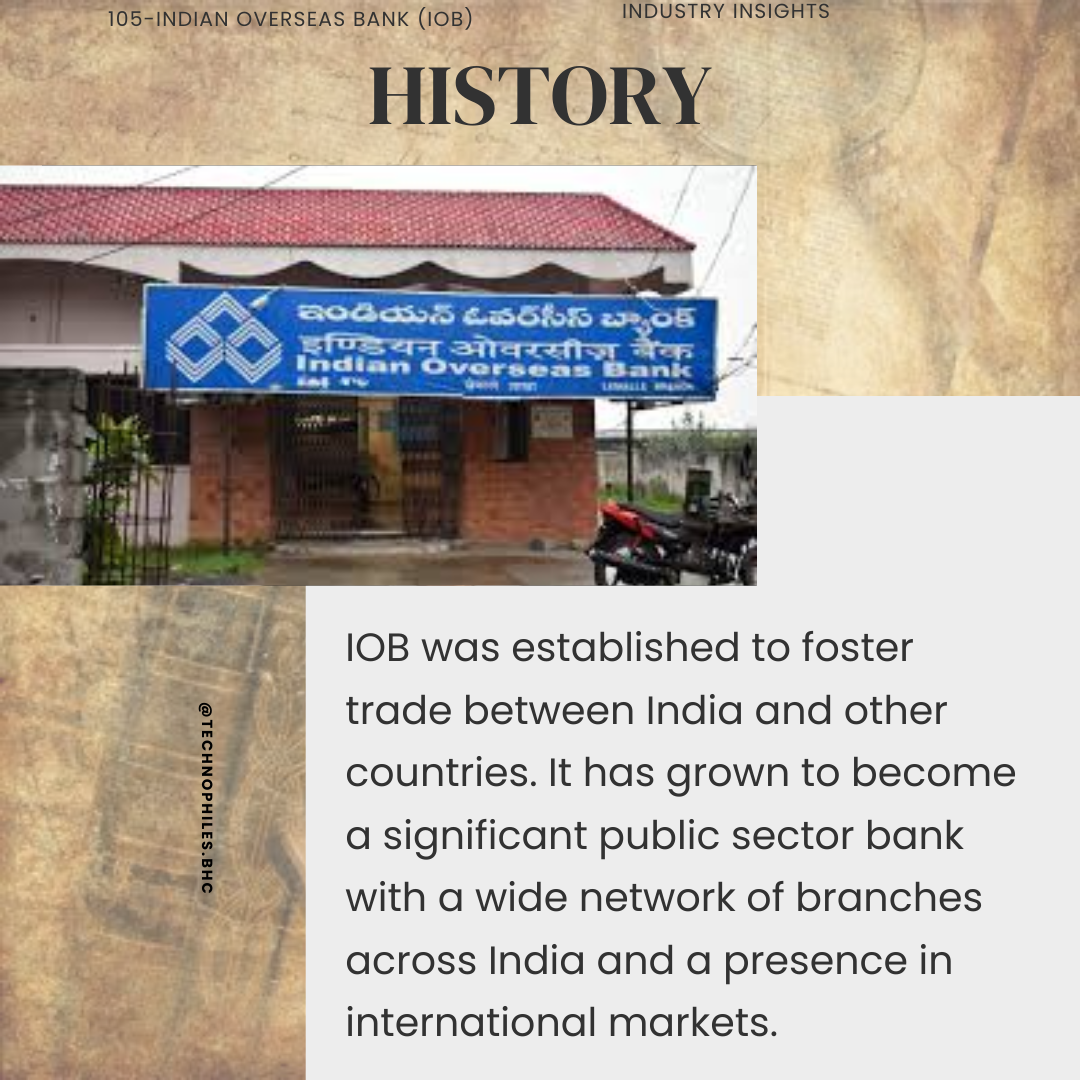 105-INDIAN OVERSEAS BANK (IOB)
INDUSTRY INSIGHTS
HISTORY
ఇండియన్ ఓవర్‌సీస్ బ్యాంక్
इण्डियन ओवरसीज़ बैंक
Indian Overseas Bank
@TECHNOPHILES.BHC
IOB was established to foster
trade between India and other
countries. It has grown to become
a significant public sector bank
with a wide network of branches
across India and a presence in
international markets.